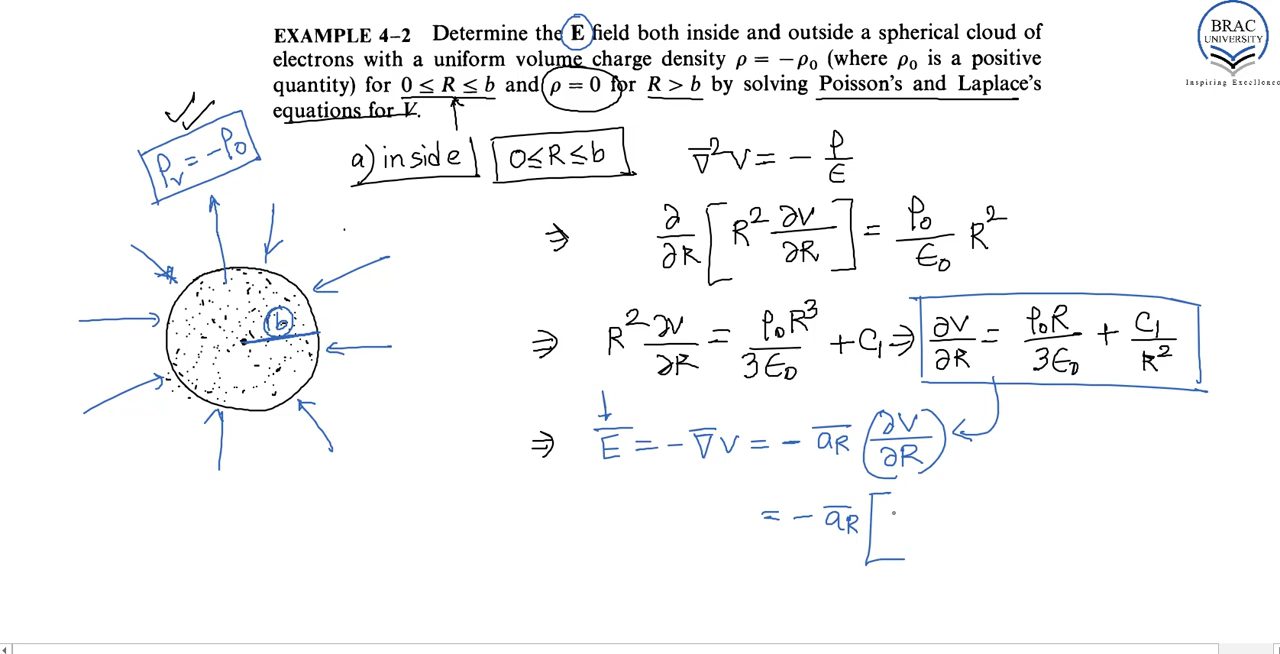 EXAMPLE 4–2 Determine the E field both inside and outside a spherical cloud of
electrons with a uniform volume charge density ρ = −ρ₀ (where ρ₀ is a positive
quantity) for 0 ≤ R ≤ b and ρ = 0 for R > b by solving Poisson's and Laplace's
equations for V.
BRAC
UNIVERSITY
Inspiring Excellence
ρᵥ = −ρ₀
a) inside 0≤R≤b ∇̅²V = − ρ/ϵ
⇒ ∂/∂R [R² ∂V/∂R] = ρ₀/ϵ₀ R²
b
⇒ R² ∂V/∂R = ρ₀R³/3ϵ₀ + C₁ ⇒ ∂V/∂R = ρ₀R/3ϵ₀ + C₁/R²
⇒ E̅ = − ∇̅V = − a̅R (∂V/∂R)
= − a̅R [